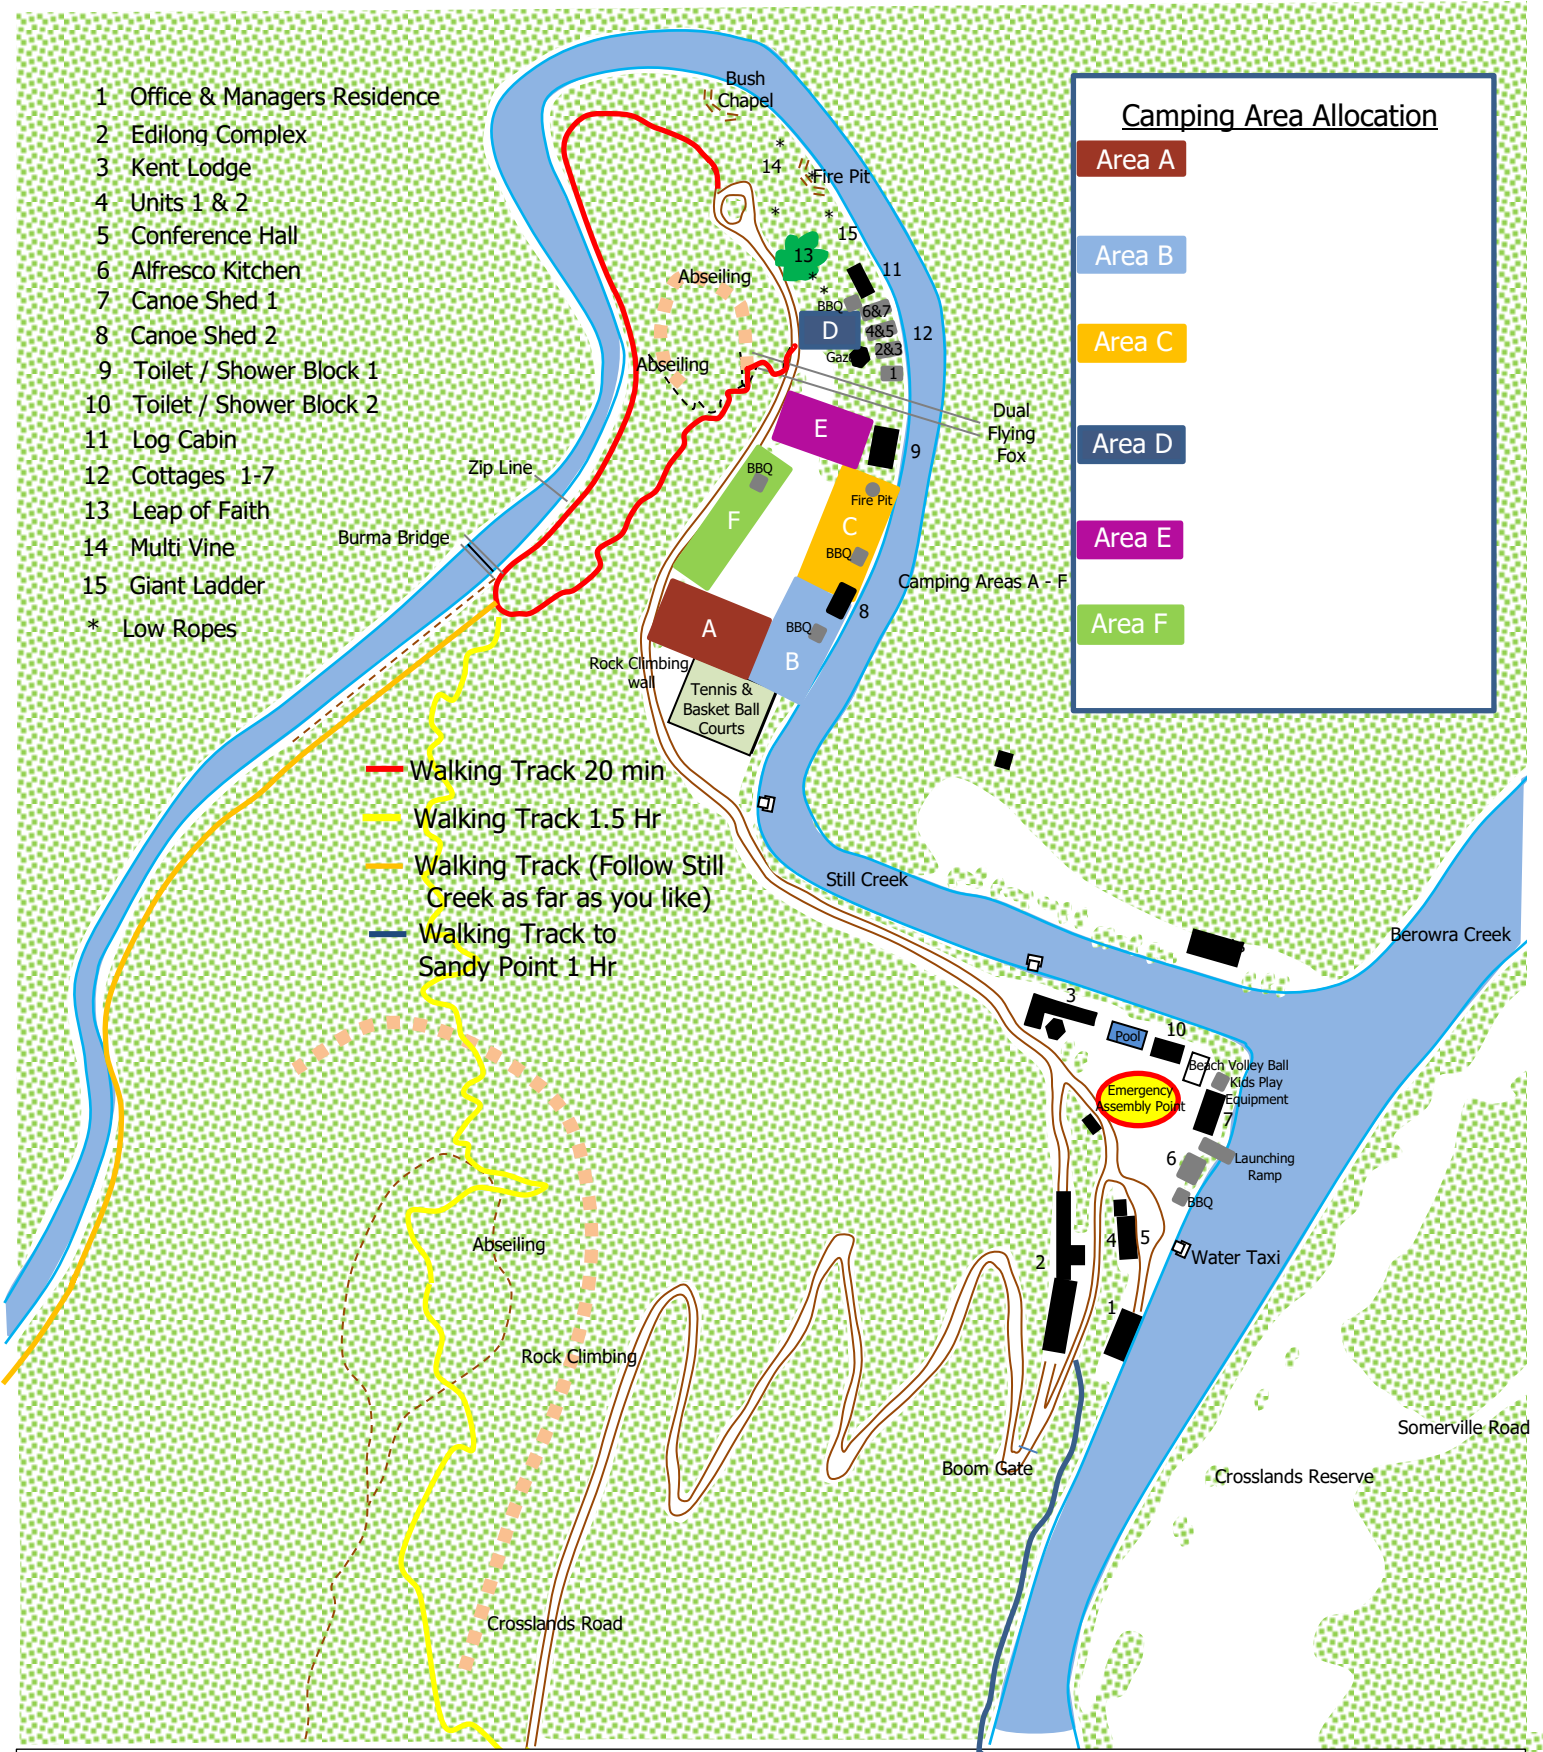 1 Office & Managers Residence
2 Edilong Complex
3 Kent Lodge
4 Units 1 & 2
5 Conference Hall
6 Alfresco Kitchen
7 Canoe Shed 1
8 Canoe Shed 2
9 Toilet / Shower Block 1
10 Toilet / Shower Block 2
11 Log Cabin
12 Cottages 1-7
13 Leap of Faith
14 Multi Vine
15 Giant Ladder
* Low Ropes
Camping Area Allocation
Area A
Area B
Area C
Area D
Area E
Area F
Bush
Chapel
*
14
*
Fire Pit
*
*
15
13
*
*
11
Abseiling
BBQ
6&7
D
4&5
12
2&3
Gaze
1
Abseiling
Dual
Flying
Fox
E
9
Zip Line
BBQ
Fire Pit
F
C
Burma Bridge
BBQ
Camping Areas A - F
8
A
BBQ
B
Rock Climbing
wall
Tennis &
Basket Ball
Courts
Walking Track 20 min
Walking Track 1.5 Hr
Walking Track (Follow Still
Creek as far as you like)
Walking Track to
Sandy Point 1 Hr
Still Creek
Berowra Creek
3
Pool
10
Beach Volley Ball
Kids Play
Equipment
Emergency
Assembly Point
7
6
Launching
Ramp
BBQ
Abseiling
4
5
2
Water Taxi
1
Rock Climbing
Somerville Road
Boom Gate
Crosslands Reserve
Crosslands Road